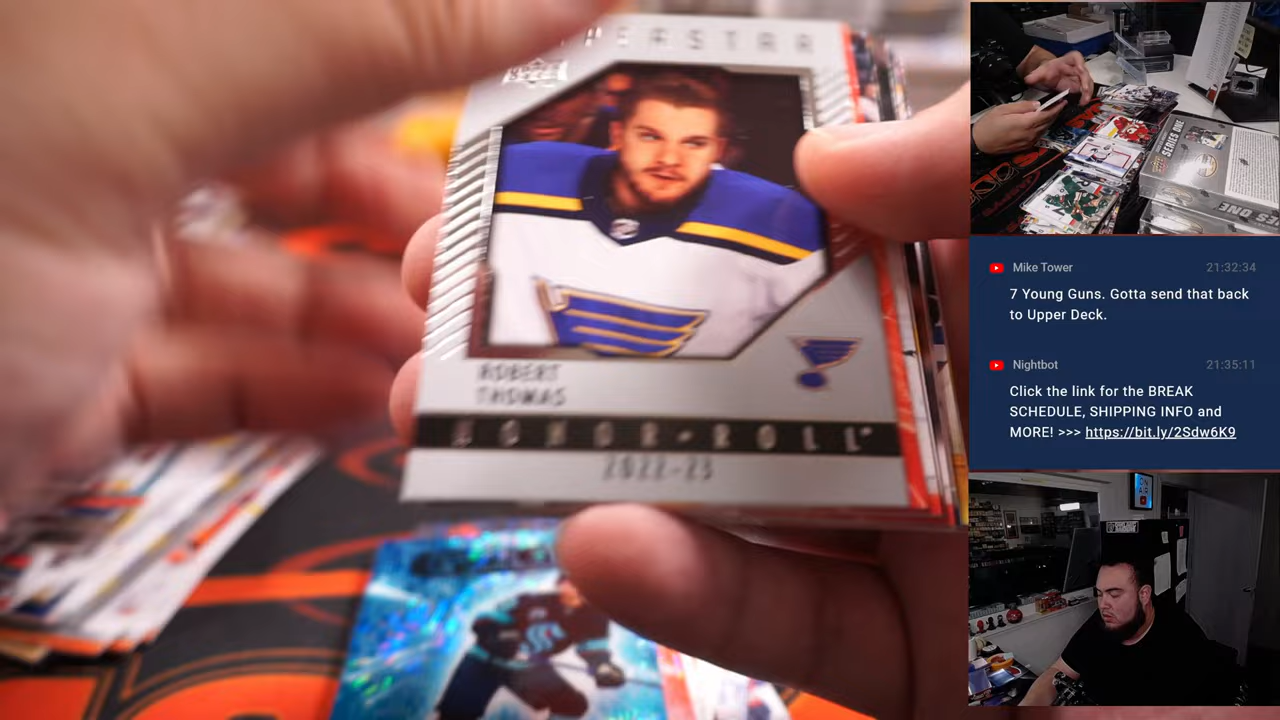 ROBERT
THOMAS
HONOR-ROLL
2022-23
SERIES ONE
Mike Tower 21:32:34
7 Young Guns. Gotta send that back
to Upper Deck.
Nightbot 21:35:11
Click the link for the BREAK
SCHEDULE, SHIPPING INFO and
MORE! >>> https://bit.ly/2Sdw6K9